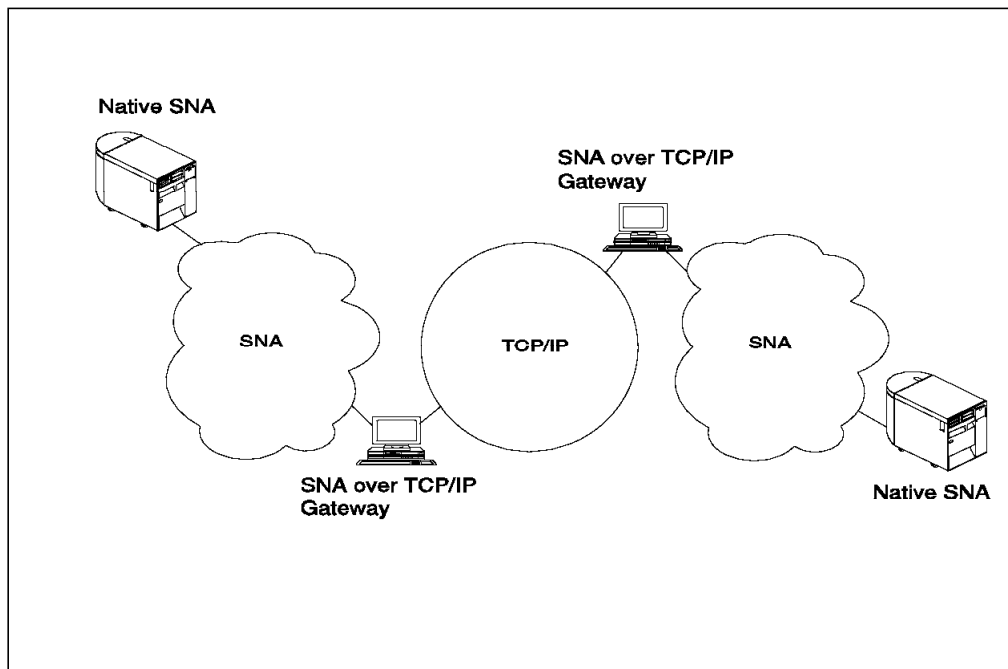 Native SNA
SNA over TCP/IP
Gateway
SNA
TCP/IP
SNA
SNA over TCP/IP
Gateway
Native SNA